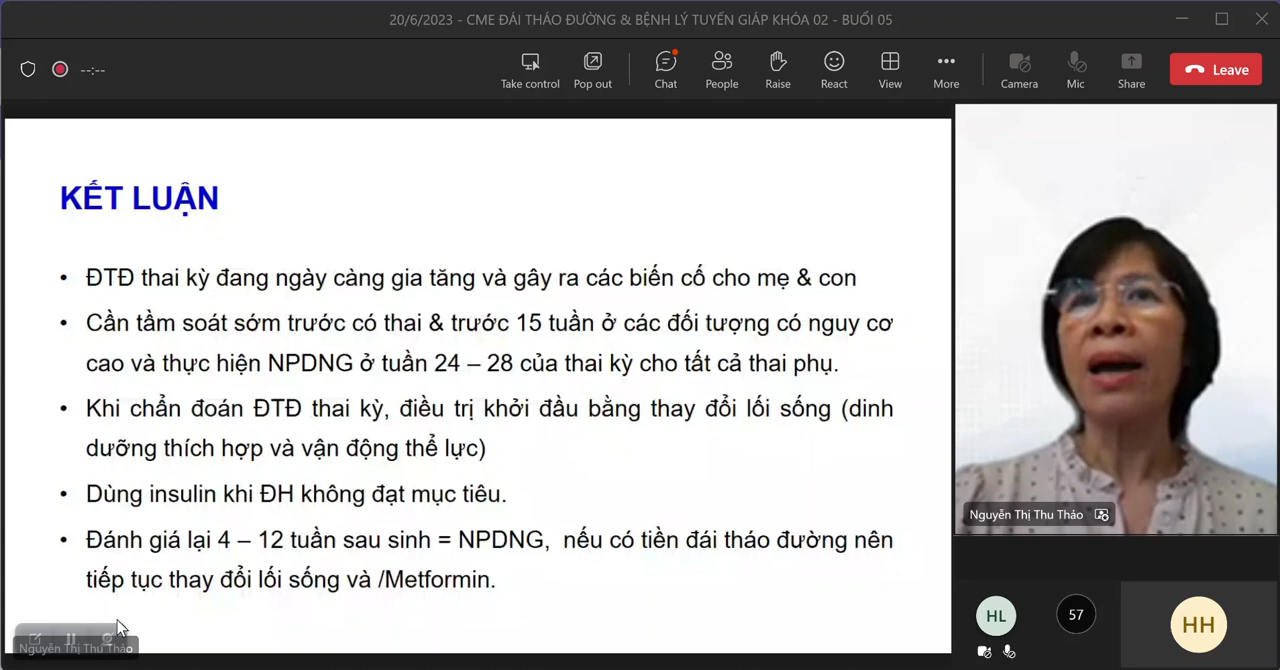 20/6/2023 - CME ĐÁI THÁO ĐƯỜNG & BỆNH LÝ TUYẾN GIÁP KHÓA 02 - BUỔI 05
--:--
Take control
Pop out
Chat
People
Raise
React
View
More
Camera
Mic
Share
Leave
KẾT LUẬN
• ĐTĐ thai kỳ đang ngày càng gia tăng và gây ra các biến cố cho mẹ & con
• Cần tầm soát sớm trước có thai & trước 15 tuần ở các đối tượng có nguy cơ
cao và thực hiện NPDNG ở tuần 24 – 28 của thai kỳ cho tất cả thai phụ.
• Khi chẩn đoán ĐTĐ thai kỳ, điều trị khởi đầu bằng thay đổi lối sống (dinh
dưỡng thích hợp và vận động thể lực)
• Dùng insulin khi ĐH không đạt mục tiêu.
• Đánh giá lại 4 – 12 tuần sau sinh = NPDNG, nếu có tiền đái tháo đường nên
tiếp tục thay đổi lối sống và /Metformin.
Nguyễn Thị Thu Thảo
Nguyễn Thị Thu Thảo
HL
57
HH